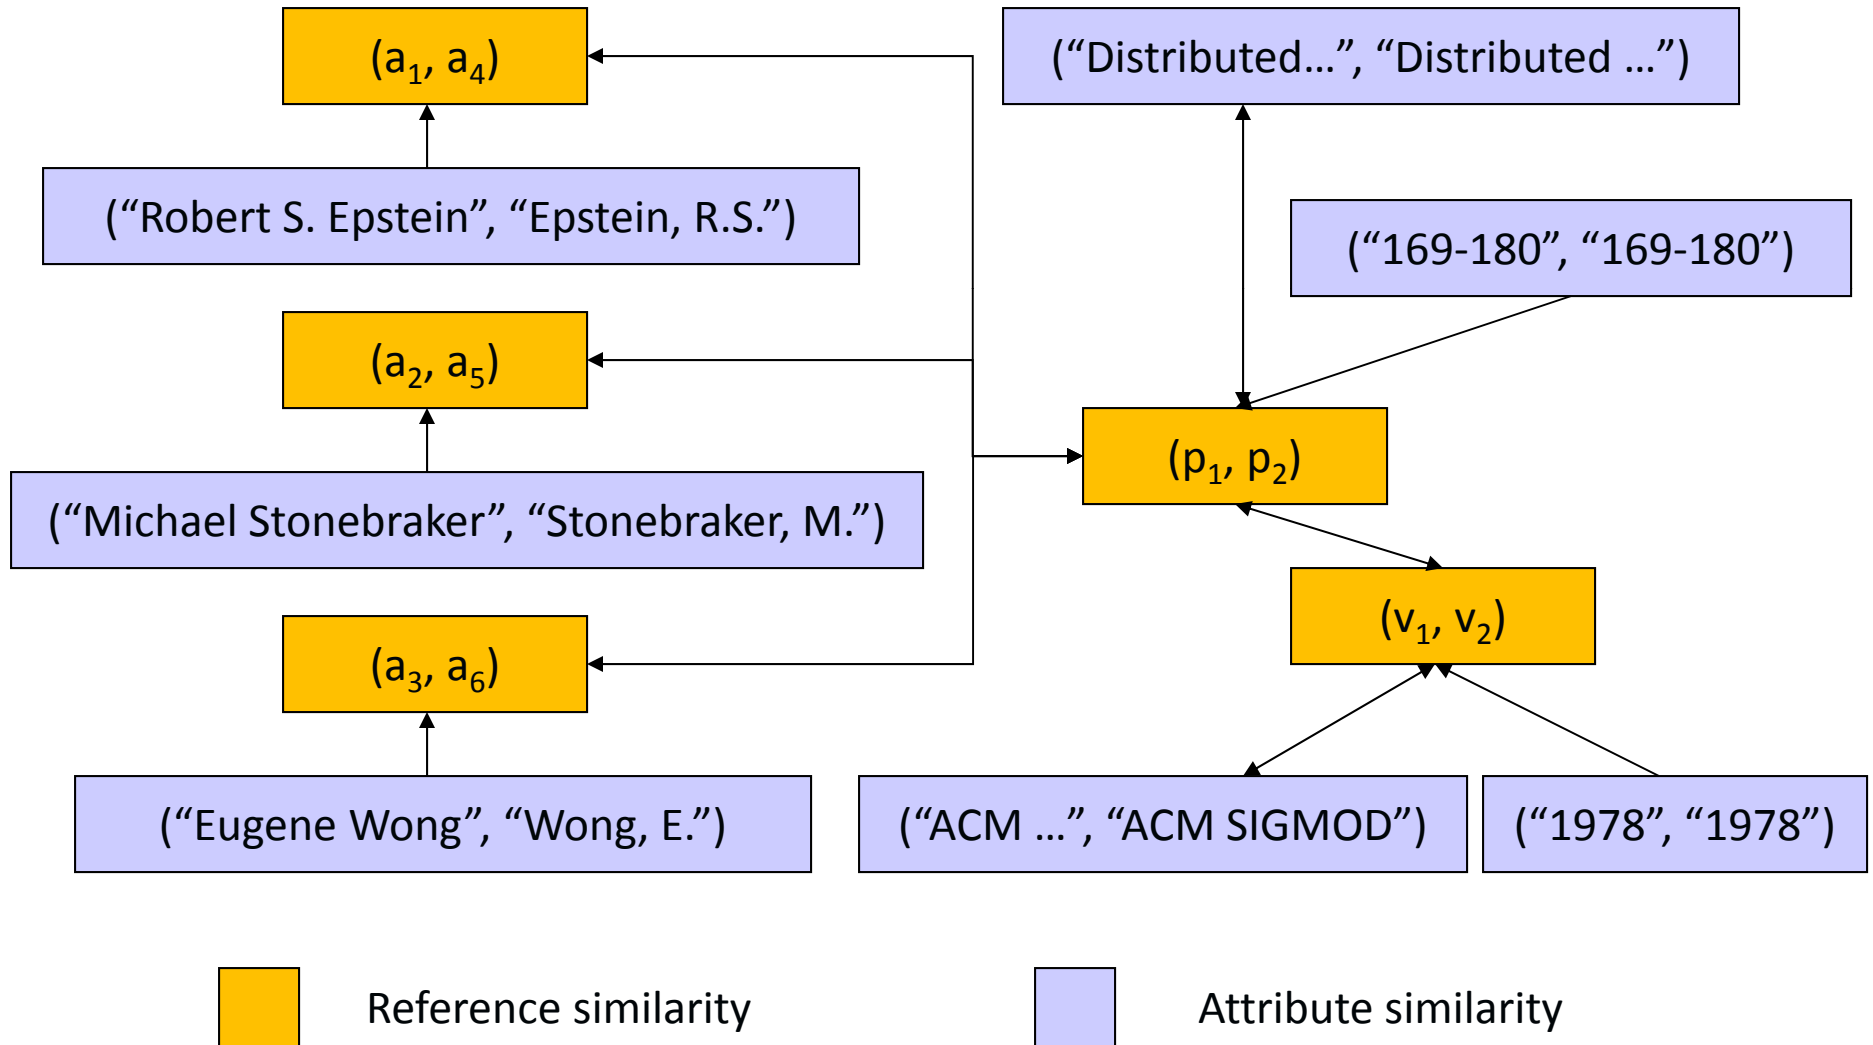 (a₁, a₄)
(“Distributed…”, “Distributed …”)
(“Robert S. Epstein”, “Epstein, R.S.”)
(“169-180”, “169-180”)
(a₂, a₅)
(p₁, p₂)
(“Michael Stonebraker”, “Stonebraker, M.”)
(v₁, v₂)
(a₃, a₆)
(“Eugene Wong”, “Wong, E.”)
(“ACM …”, “ACM SIGMOD”)
(“1978”, “1978”)
Reference similarity
Attribute similarity